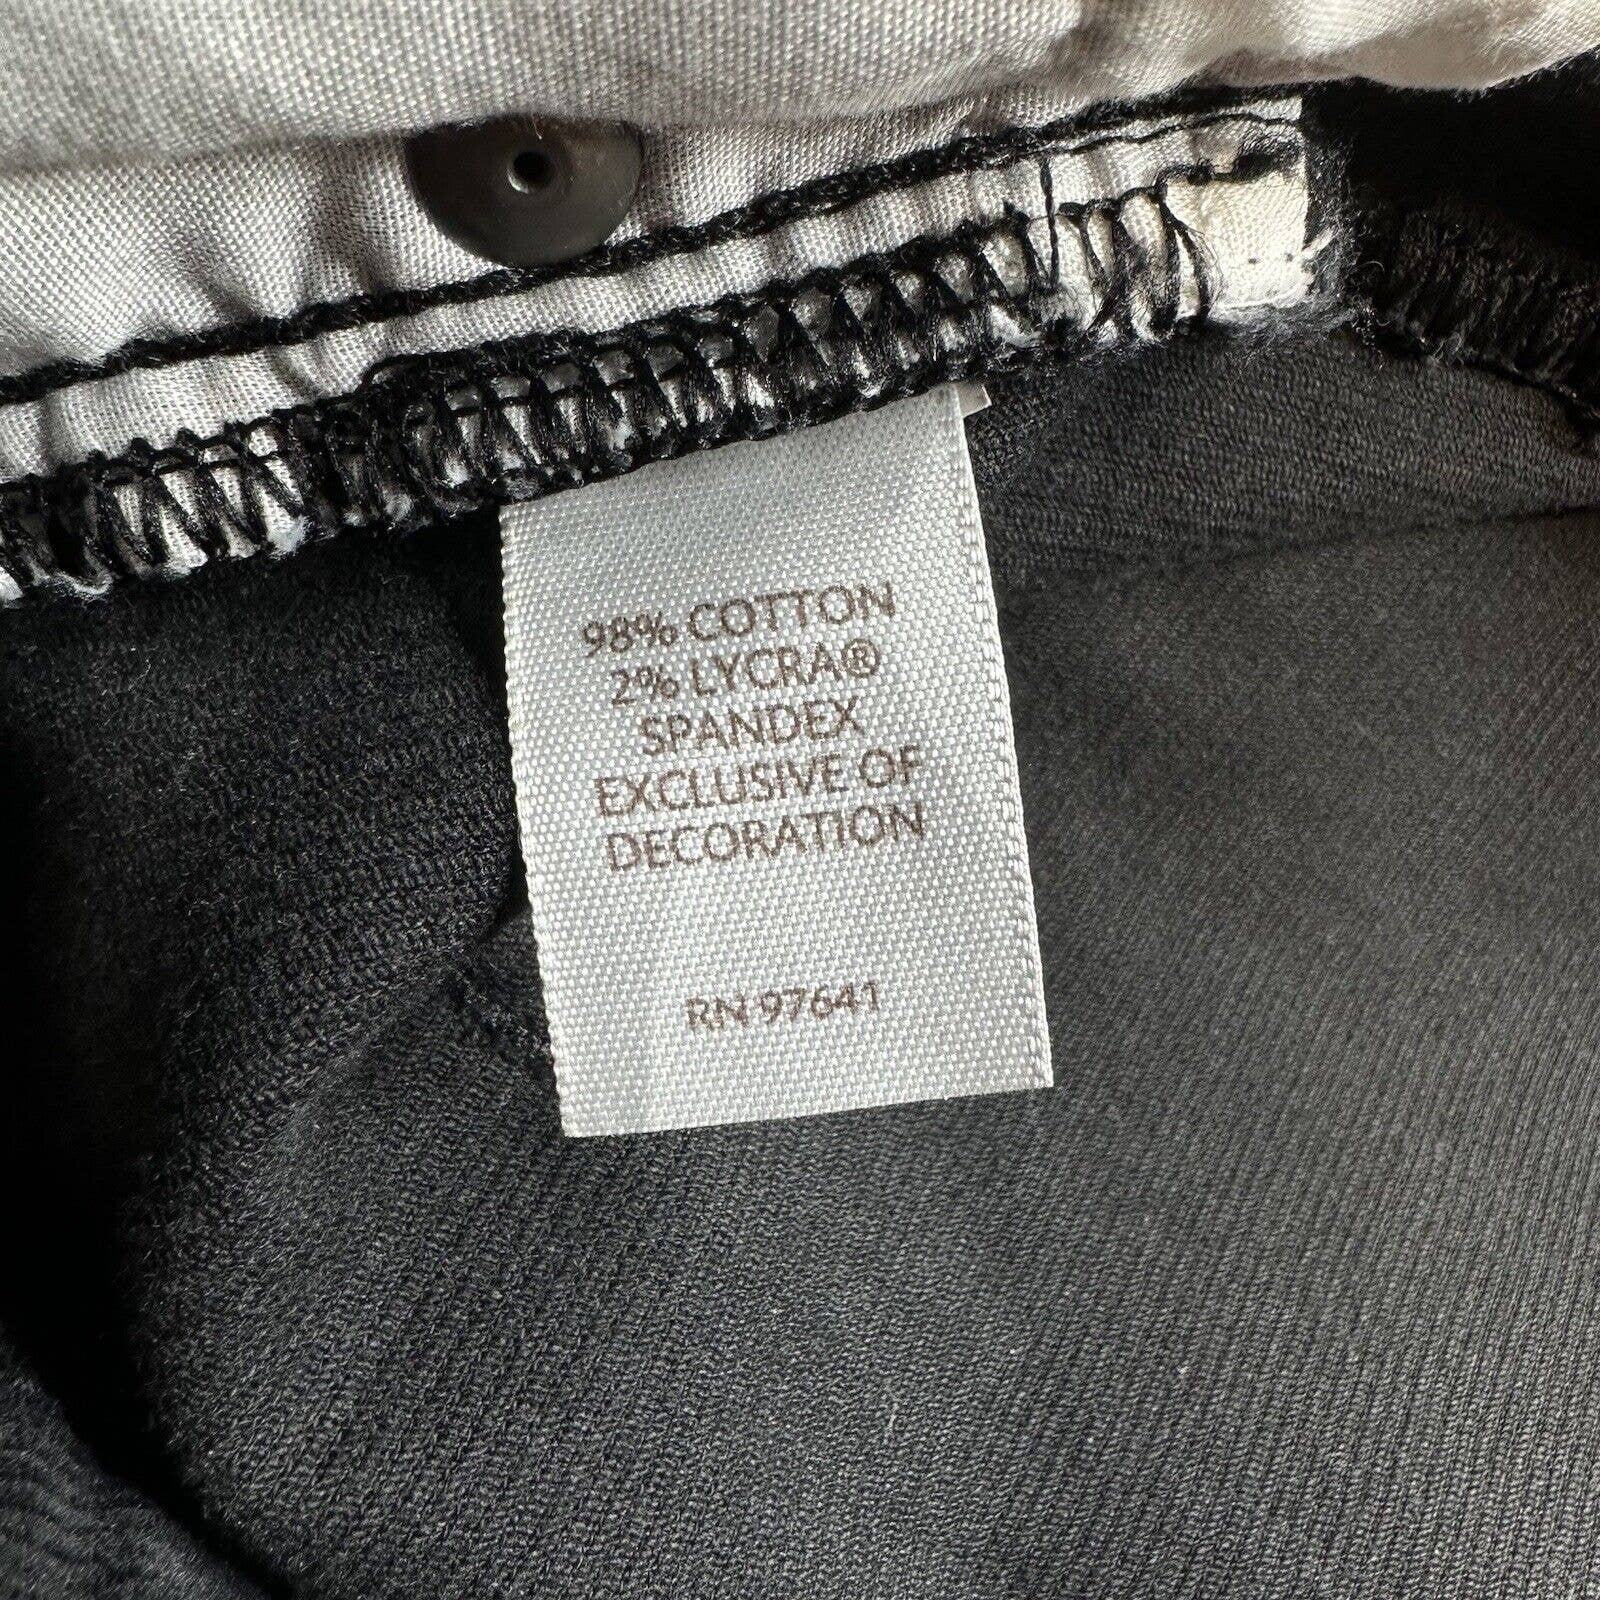 98% COTTON
2% LYCRA®
SPANDEX
EXCLUSIVE OF
DECORATION
RN 97641